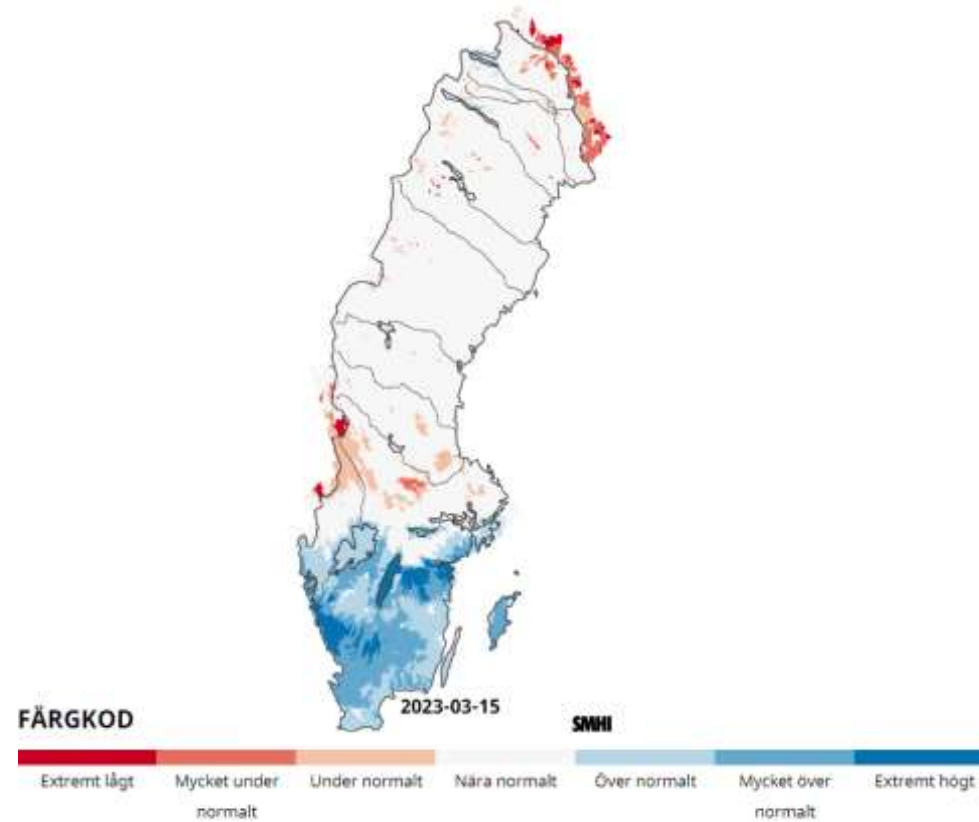 2023-03-15
FÄRGKOD
SMHI
Extremt lågt
Mycket under
normalt
Under normalt
Nära normalt
Över normalt
Mycket över
normalt
Extremt högt